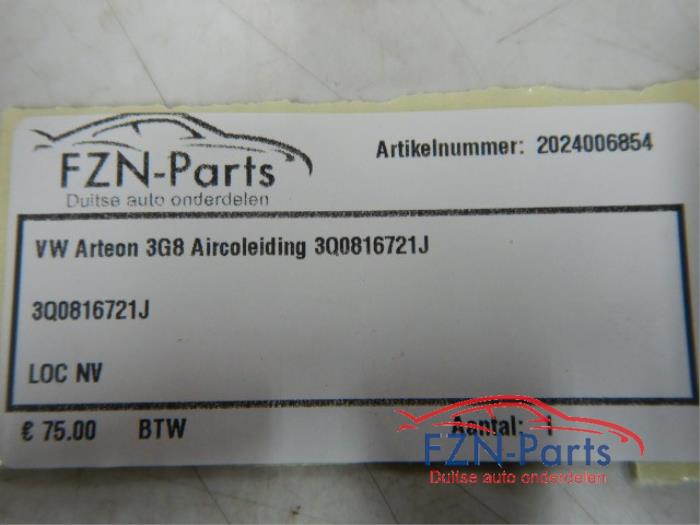 FZN-Parts
Duitse auto onderdelen
Artikelnummer: 2024006854
VW Arteon 3G8 Aircoleiding 3Q0816721J
3Q0816721J
LOC NV
€ 75.00 BTW Aantal: 1
FZN-Parts
Duitse auto onderdelen